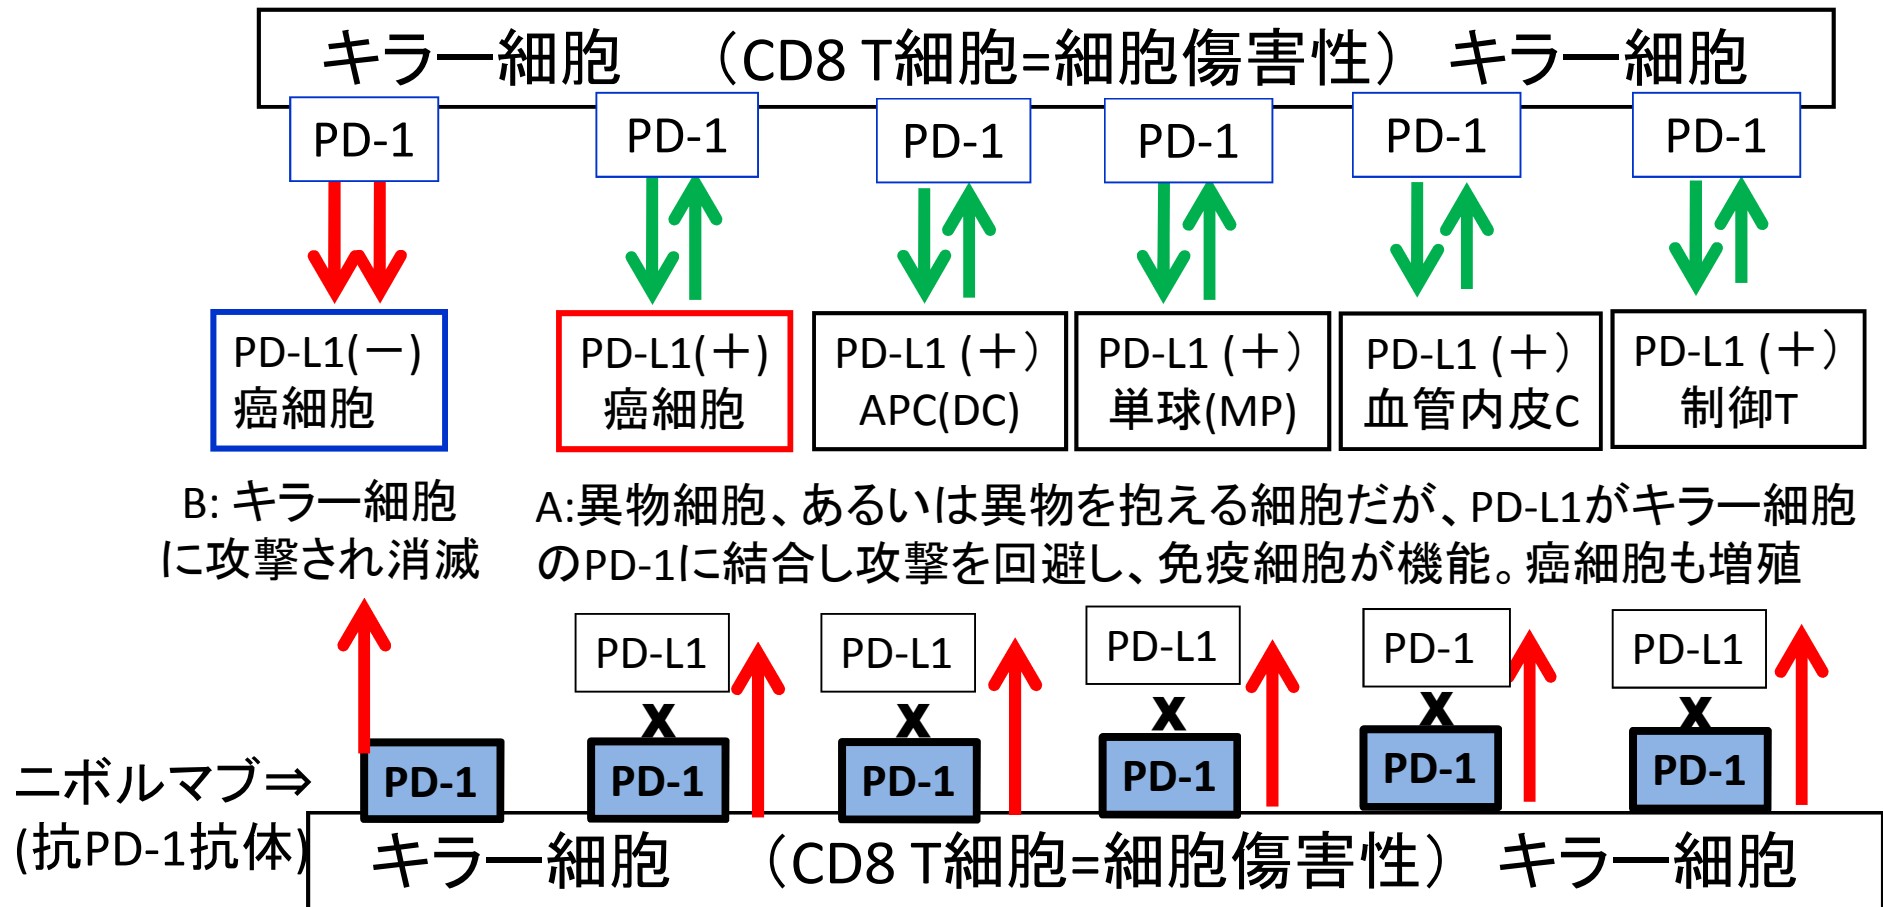 キラー細胞　（CD8 T細胞=細胞傷害性） キラー細胞
PD-1
PD-1
PD-1
PD-1
PD-1
PD-1
PD-L1(－)
癌細胞
PD-L1(＋)
癌細胞
PD-L1 (＋）
APC(DC)
PD-L1 (＋）
単球(MP)
PD-L1 (＋）
血管内皮C
PD-L1 (＋）
制御T
B: キラー細胞
に攻撃され消滅
A:異物細胞、あるいは異物を抱える細胞だが、PD-L1がキラー細胞
のPD-1に結合し攻撃を回避し、免疫細胞が機能。癌細胞も増殖
PD-L1
PD-L1
PD-L1
PD-1
PD-L1
x
x
x
x
x
PD-1
PD-1
PD-1
PD-1
PD-1
PD-1
ニボルマブ⇒
(抗PD-1抗体)
キラー細胞　（CD8 T細胞=細胞傷害性） キラー細胞